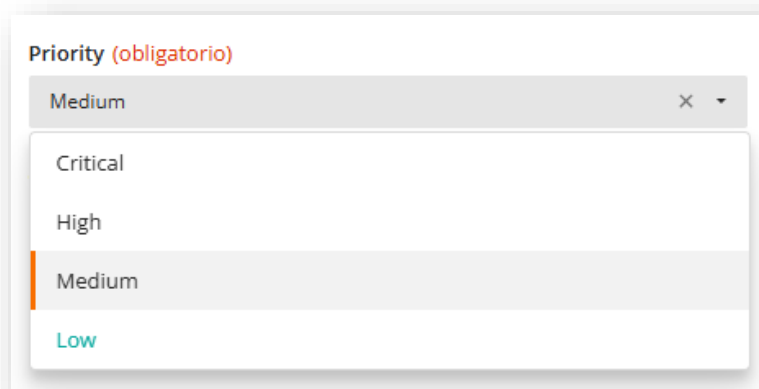 Priority (obligatorio)
Medium
Critical
High
Medium
Low